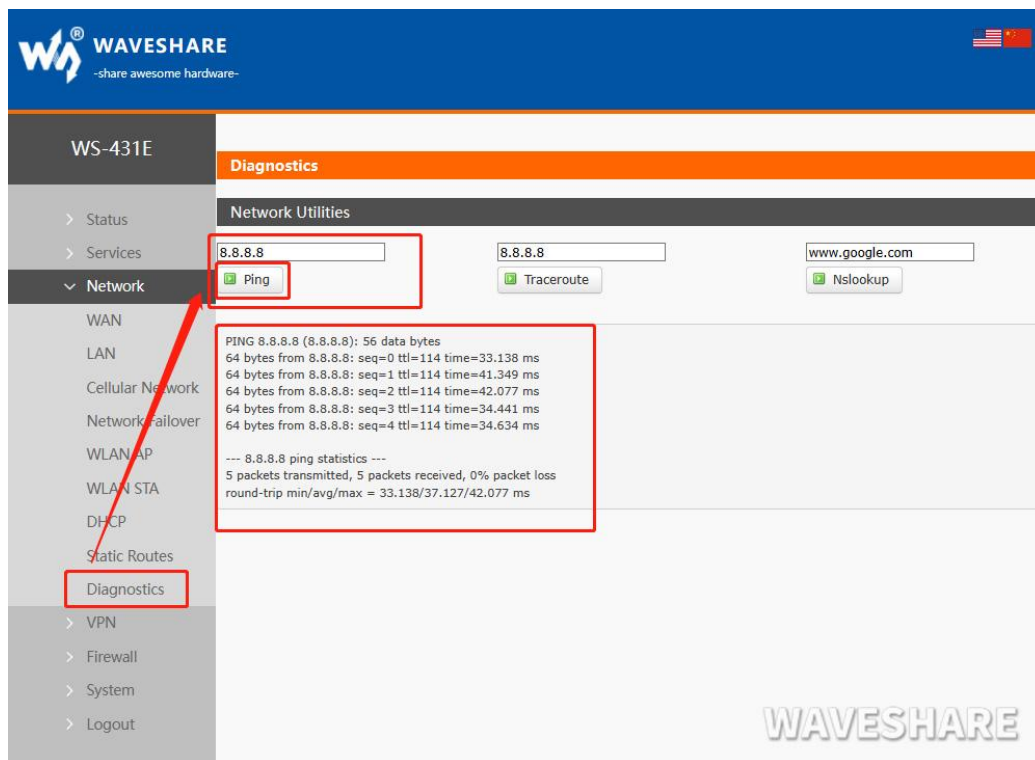 WAVESHARE
-share awesome hardware-
WS-431E
Status
Services
Network
WAN
LAN
Cellular Network
Network Failover
WLAN AP
WLAN STA
DHCP
Static Routes
Diagnostics
VPN
Firewall
System
Logout
Diagnostics
Network Utilities
8.8.8.8 8.8.8.8 www.google.com
Ping Traceroute Nslookup
PING 8.8.8.8 (8.8.8.8): 56 data bytes
64 bytes from 8.8.8.8: seq=0 ttl=114 time=33.138 ms
64 bytes from 8.8.8.8: seq=1 ttl=114 time=41.349 ms
64 bytes from 8.8.8.8: seq=2 ttl=114 time=42.077 ms
64 bytes from 8.8.8.8: seq=3 ttl=114 time=34.441 ms
64 bytes from 8.8.8.8: seq=4 ttl=114 time=34.634 ms
--- 8.8.8.8 ping statistics ---
5 packets transmitted, 5 packets received, 0% packet loss
round-trip min/avg/max = 33.138/37.127/42.077 ms
WAVESHARE